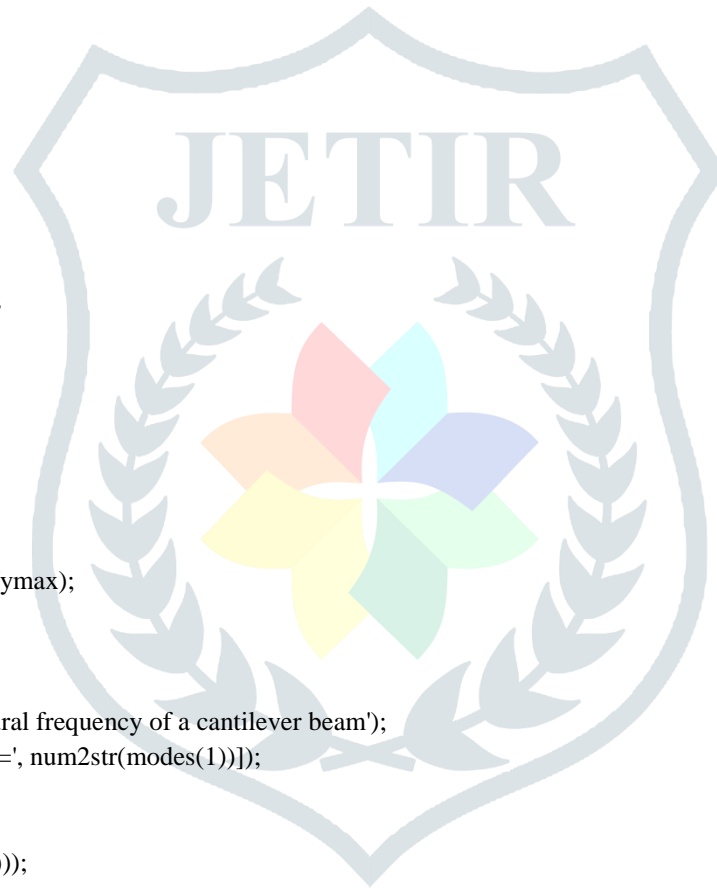 JETIR
ymax);
ral frequency of a cantilever beam');
=', num2str(modes(1))]);
));